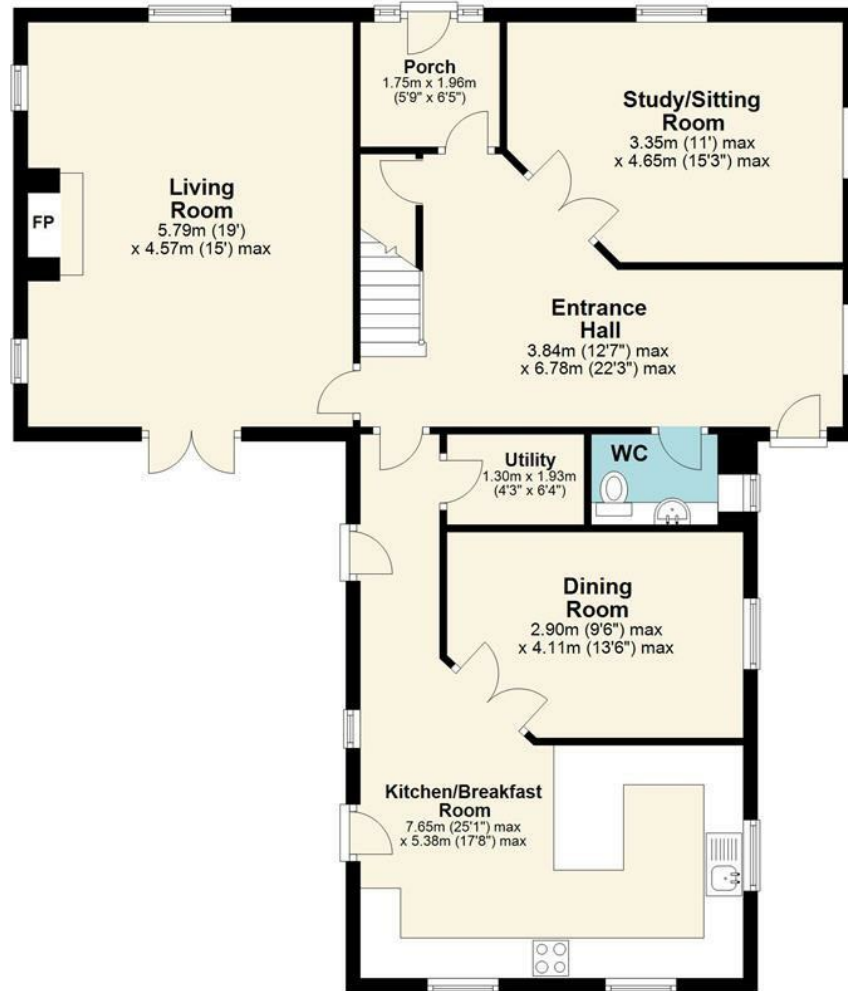 Porch
1.75m x 1.96m
(5'9" x 6'5")
Study/Sitting
Room
3.35m (11') max
x 4.65m (15'3") max
Living
Room
5.79m (19')
x 4.57m (15') max
FP
Entrance
Hall
3.84m (12'7") max
x 6.78m (22'3") max
Utility
1.30m x 1.93m
(4'3" x 6'4")
WC
Dining
Room
2.90m (9'6") max
x 4.11m (13'6") max
Kitchen/Breakfast
Room
7.65m (25'1") max
x 5.38m (17'8") max